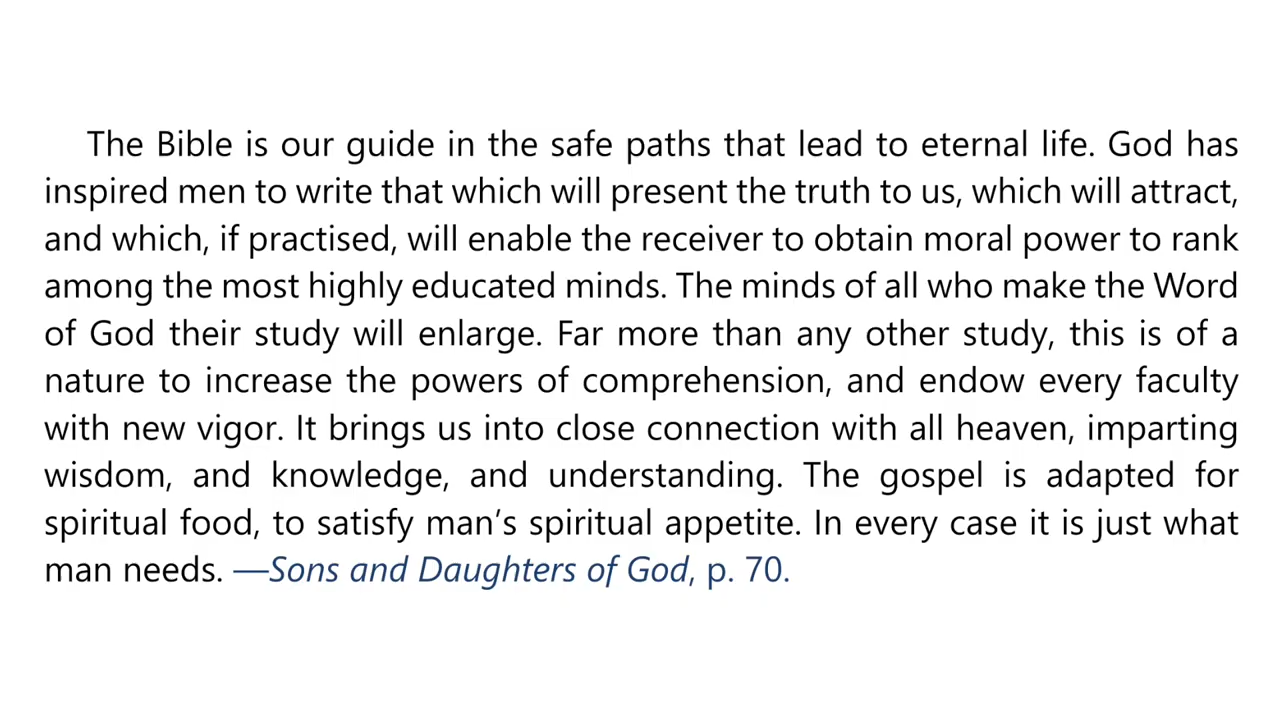 The Bible is our guide in the safe paths that lead to eternal life. God has
inspired men to write that which will present the truth to us, which will attract,
and which, if practised, will enable the receiver to obtain moral power to rank
among the most highly educated minds. The minds of all who make the Word
of God their study will enlarge. Far more than any other study, this is of a
nature to increase the powers of comprehension, and endow every faculty
with new vigor. It brings us into close connection with all heaven, imparting
wisdom, and knowledge, and understanding. The gospel is adapted for
spiritual food, to satisfy man’s spiritual appetite. In every case it is just what
man needs. —Sons and Daughters of God, p. 70.